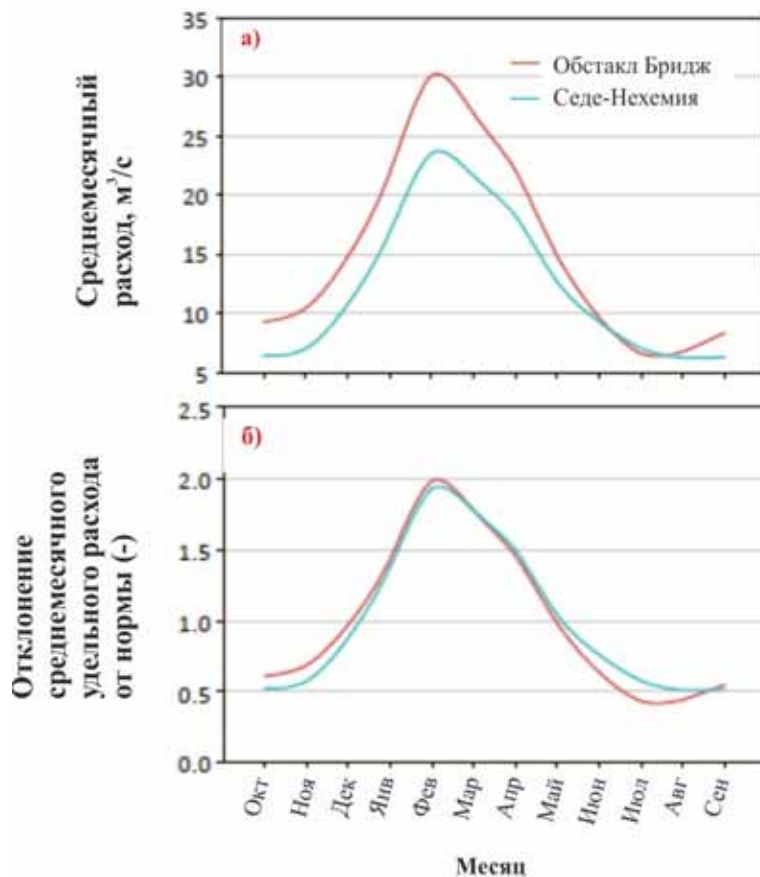 Среднемесячный
расход, м³/с
35
30
25
20
15
10
5
а)
Обстакл Бридж
Седе-Нехемия
Отклонение
среднемесячного
удельного расхода
от нормы (-)
2.5
2.0
1.5
1.0
0.5
0.0
б)
Окт
Ноя
Дек
Янв
Фев
Мар
Апр
Май
Июн
Июл
Авг
Сен
Месяц